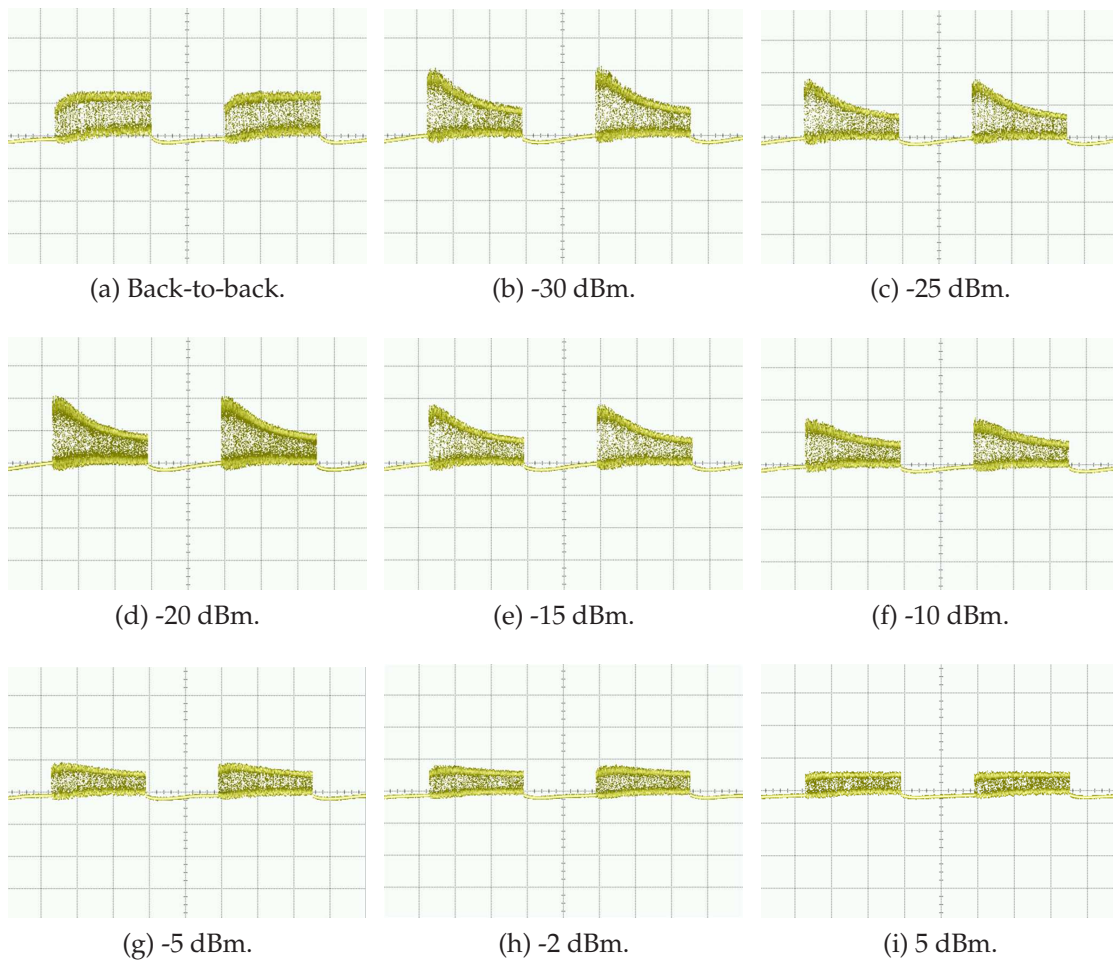 (a) Back-to-back.
(b) -30 dBm.
(c) -25 dBm.
(d) -20 dBm.
(e) -15 dBm.
(f) -10 dBm.
(g) -5 dBm.
(h) -2 dBm.
(i) 5 dBm.